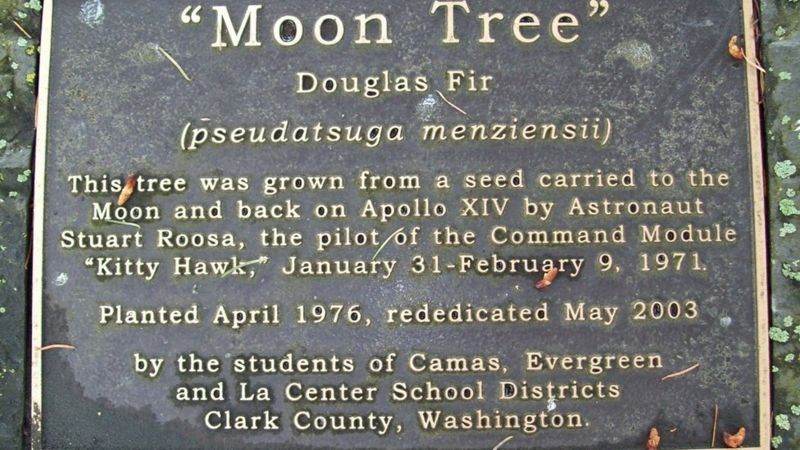 “Moon Tree”
Douglas Fir
(pseudatsuga menziensii)
This tree was grown from a seed carried to the
Moon and back on Apollo XIV by Astronaut
Stuart Roosa, the pilot of the Command Module
“Kitty Hawk,” January 31-February 9, 1971.
Planted April 1976, rededicated May 2003
by the students of Camas, Evergreen
and La Center School Districts
Clark County, Washington.